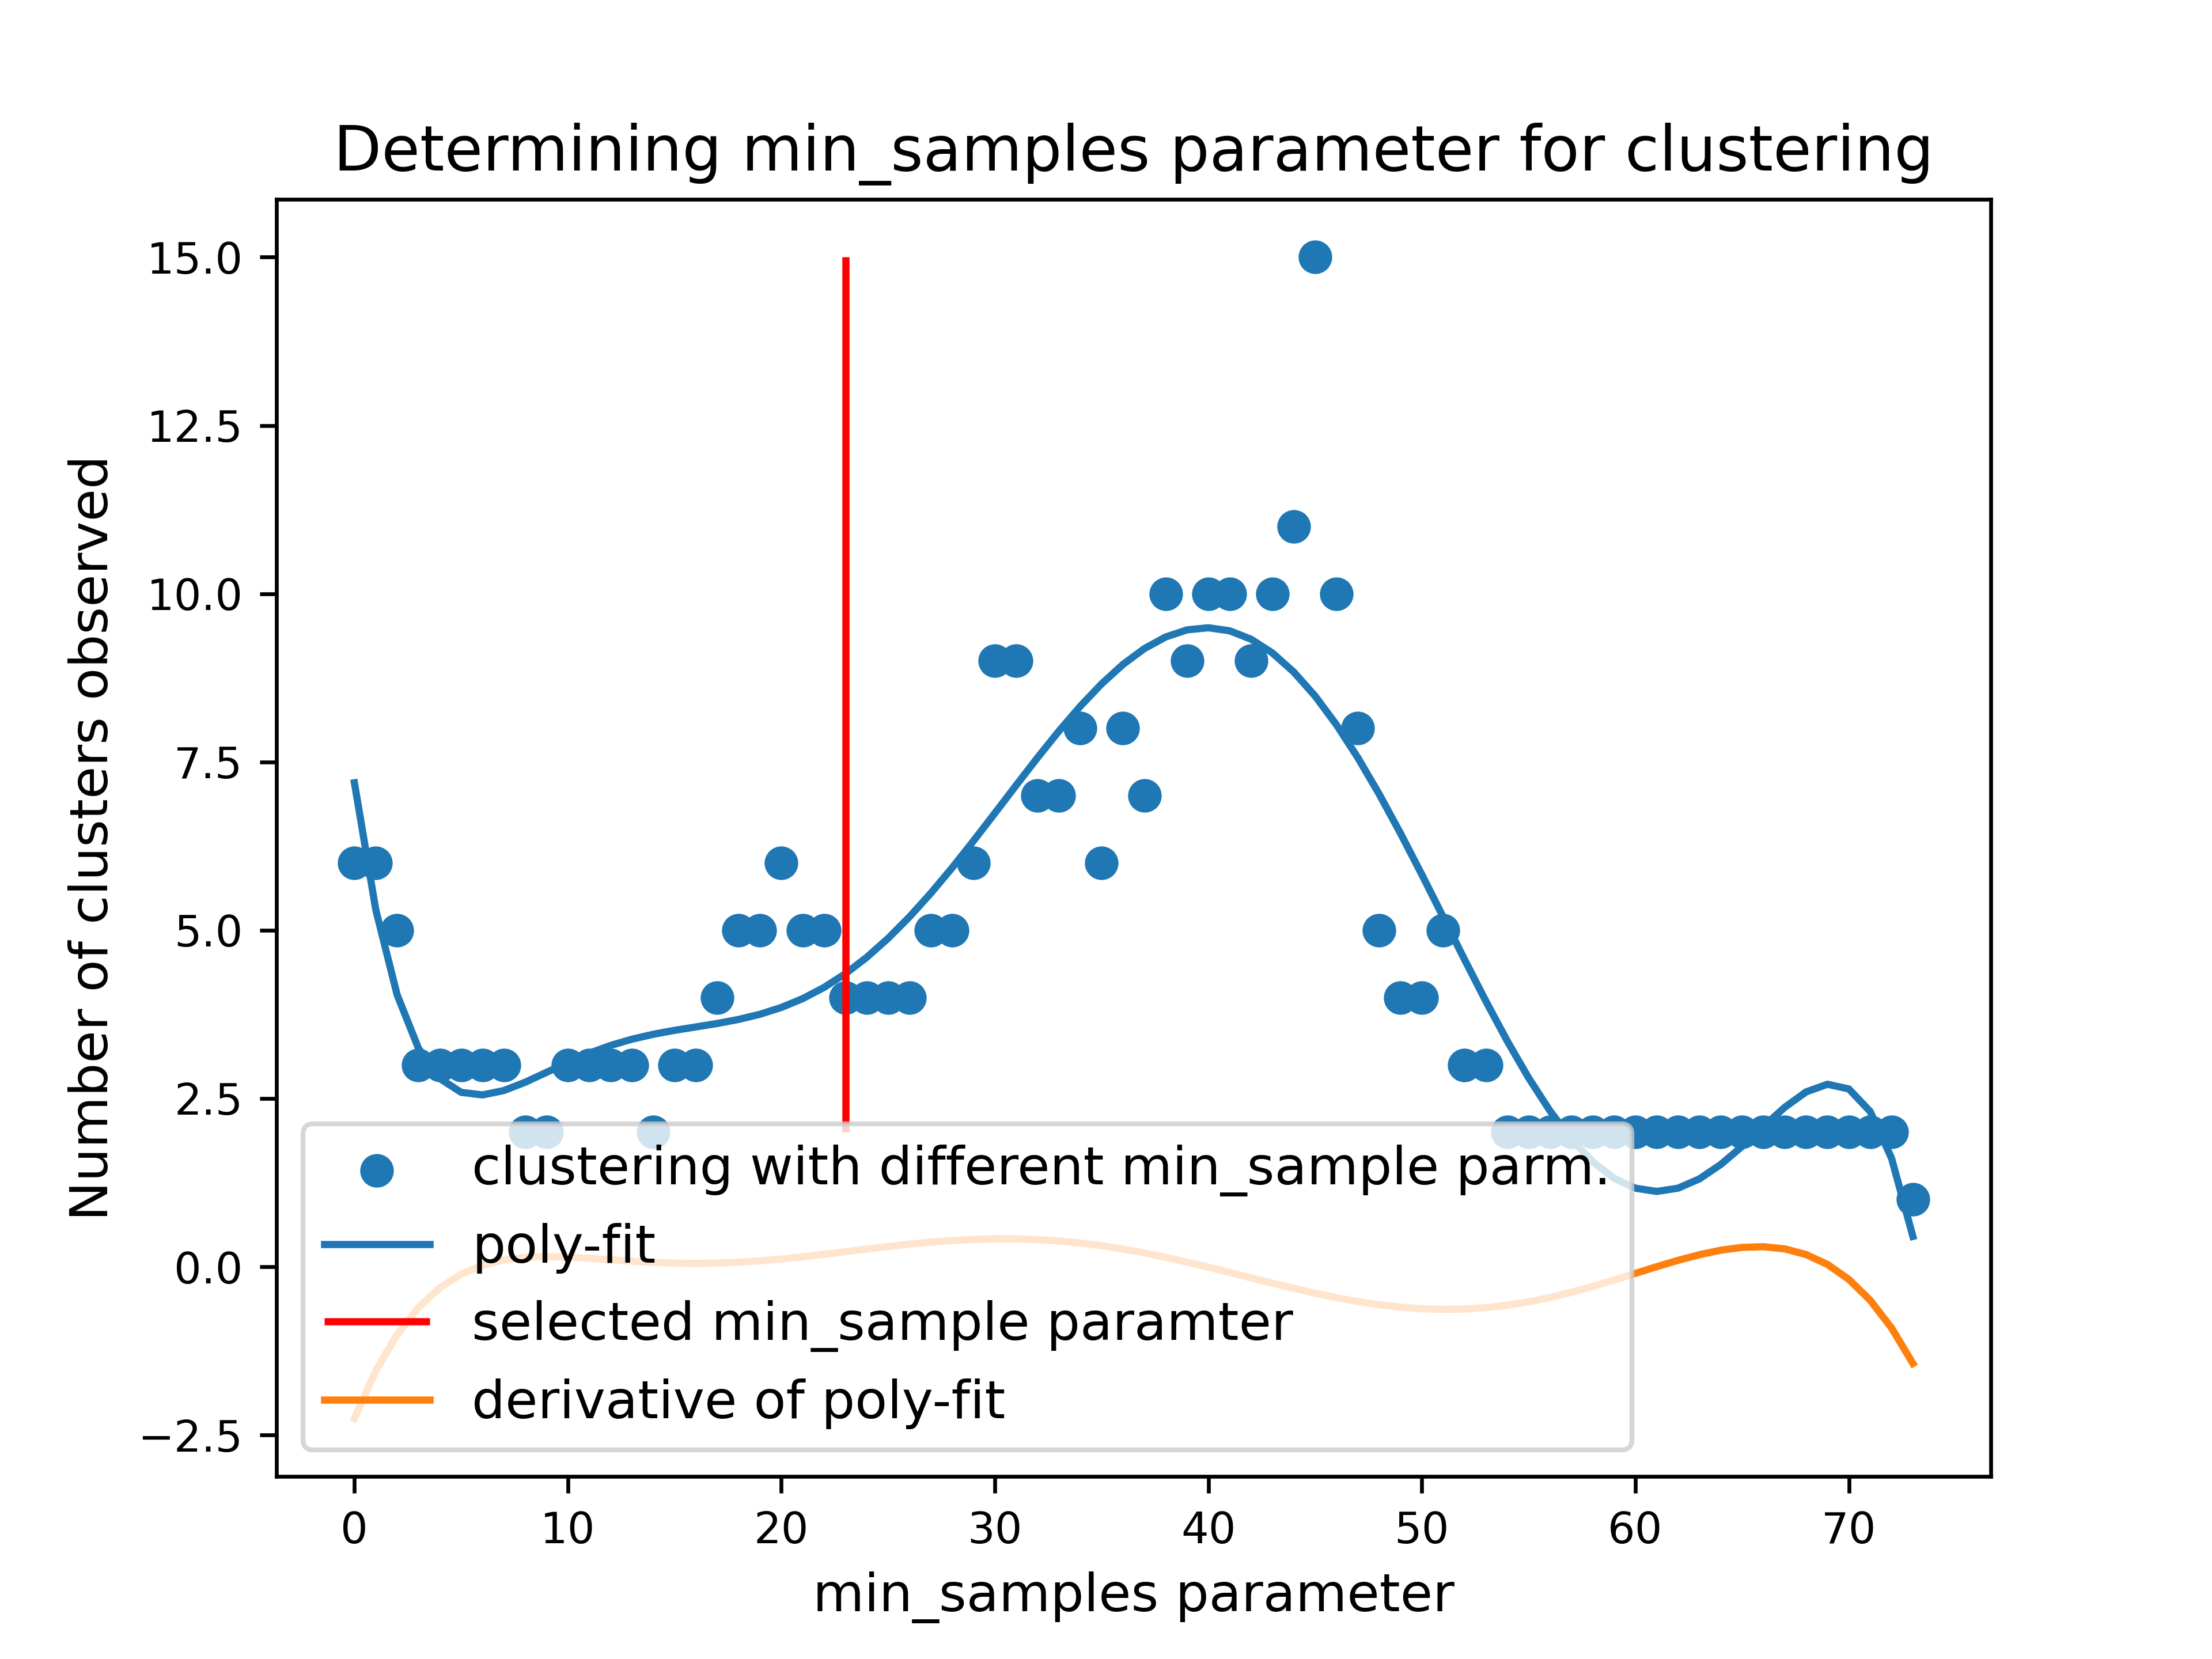 Determining min_samples parameter for clustering
Number of clusters observed
15.0
12.5
10.0
7.5
5.0
2.5
0.0
−2.5
clustering with different min_sample parm.
poly-fit
selected min_sample paramter
derivative of poly-fit
0 10 20 30 40 50 60 70
min_samples parameter